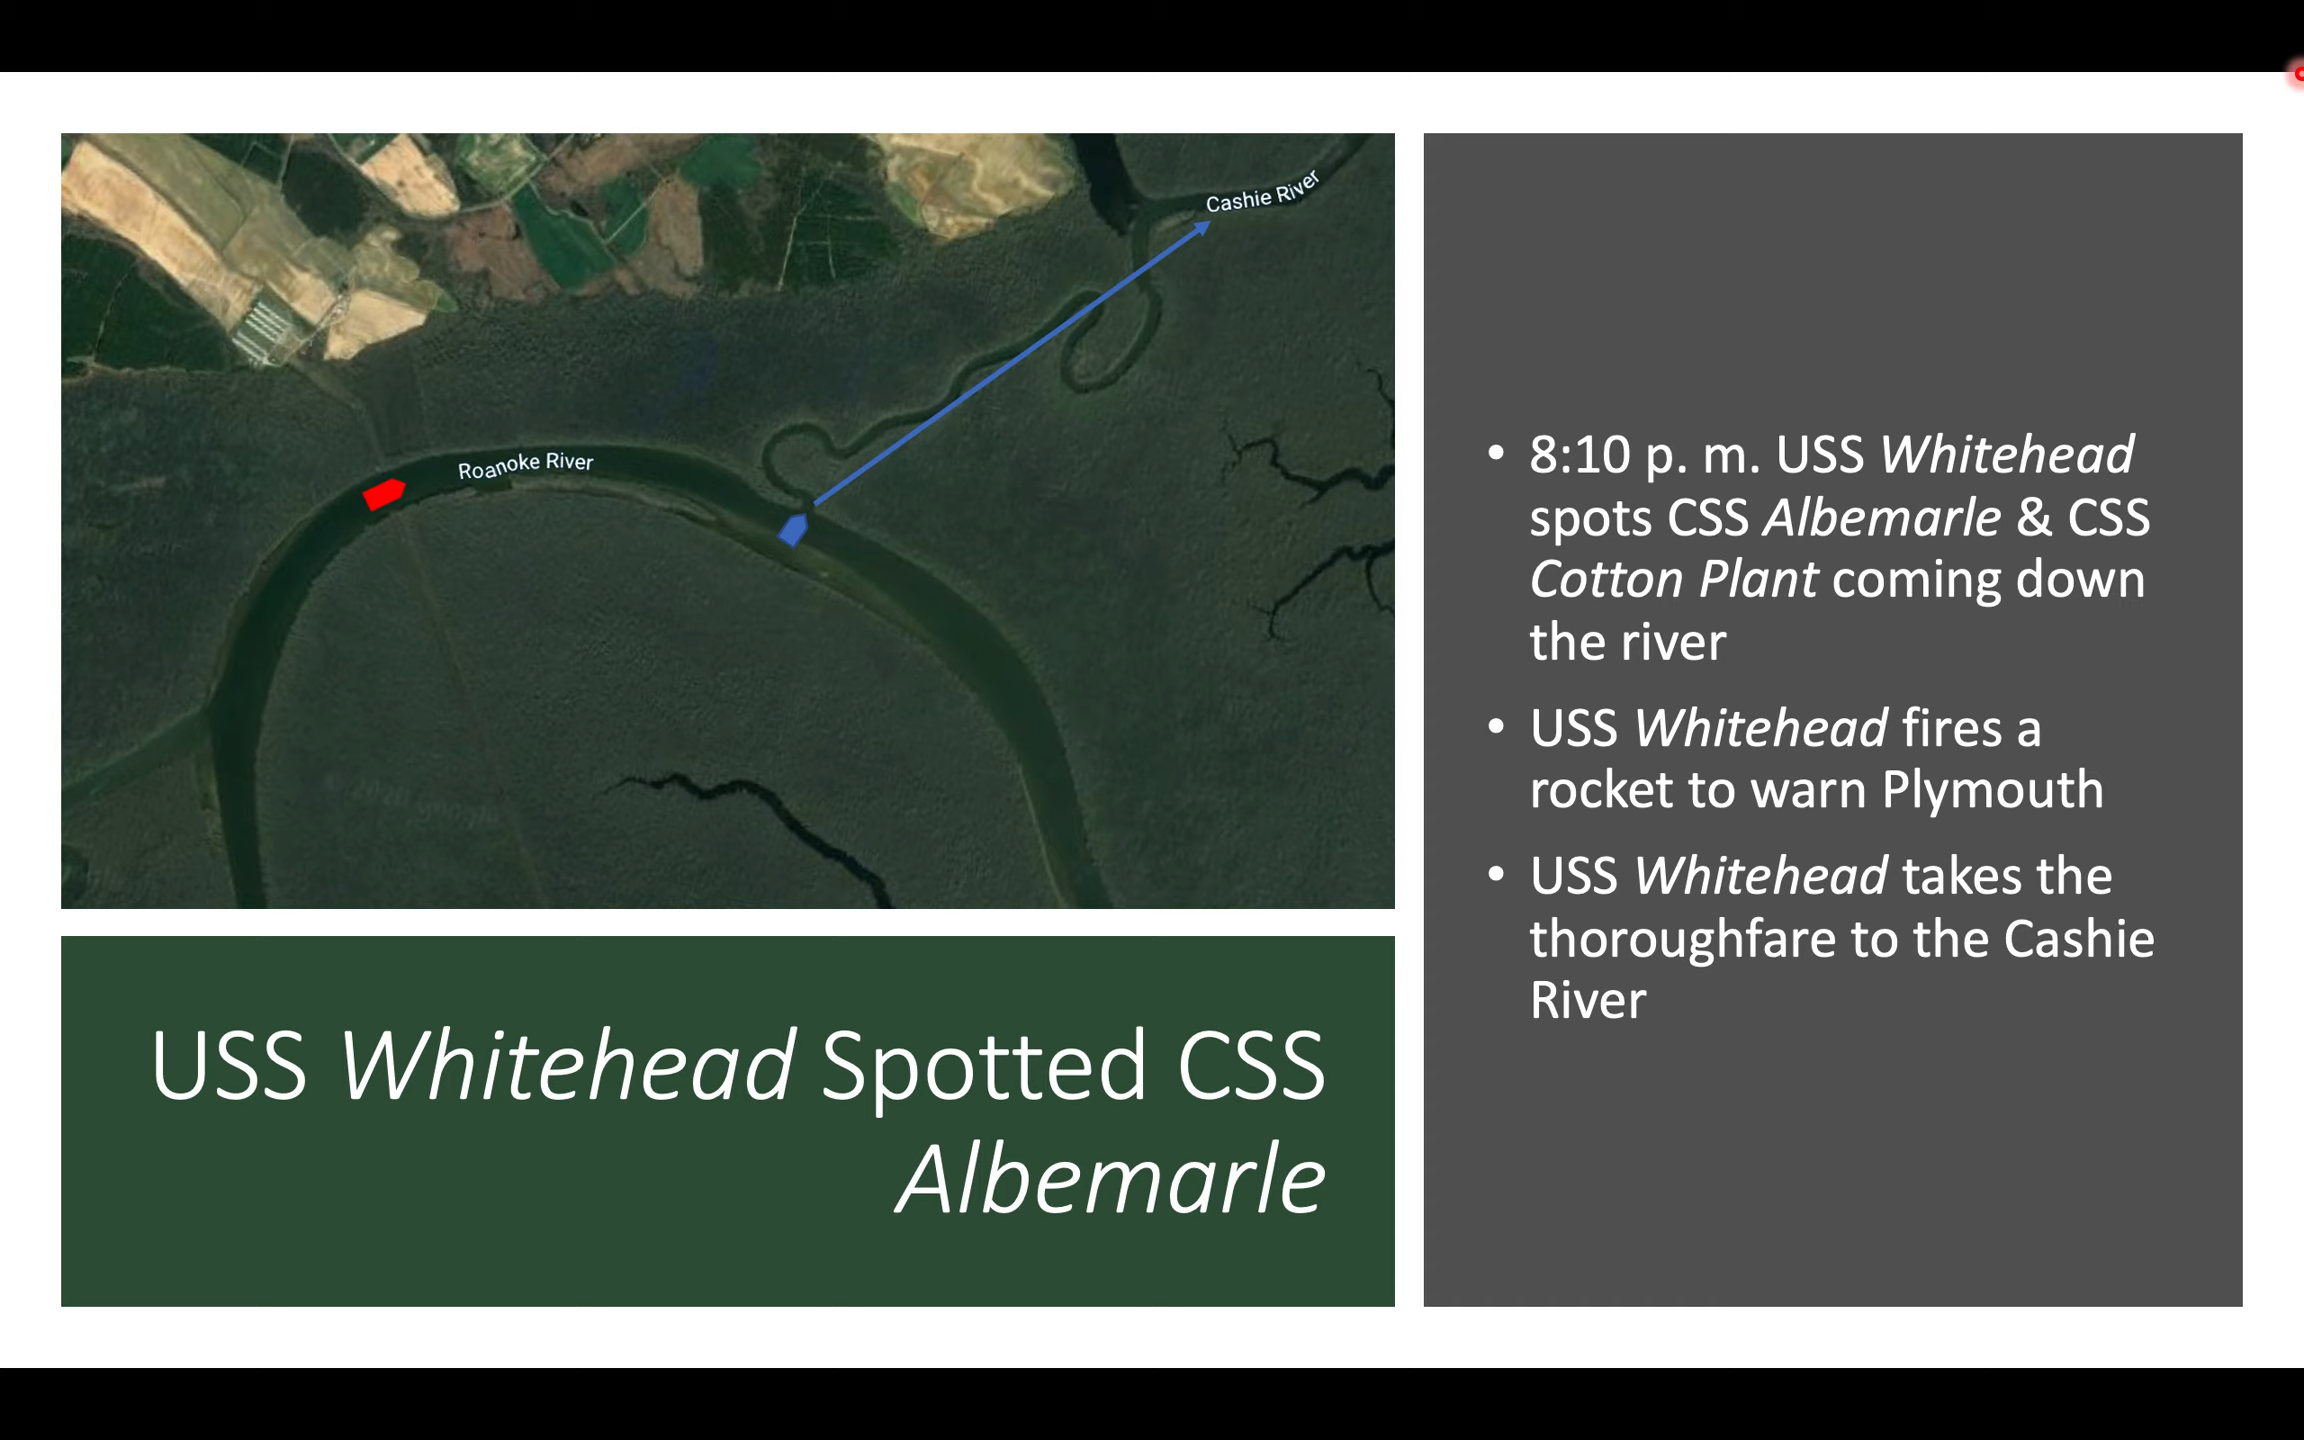 Cashie River
Roanoke River
USS Whitehead Spotted CSS
Albemarle
• 8:10 p. m. USS Whitehead
spots CSS Albemarle & CSS
Cotton Plant coming down
the river
• USS Whitehead fires a
rocket to warn Plymouth
• USS Whitehead takes the
thoroughfare to the Cashie
River